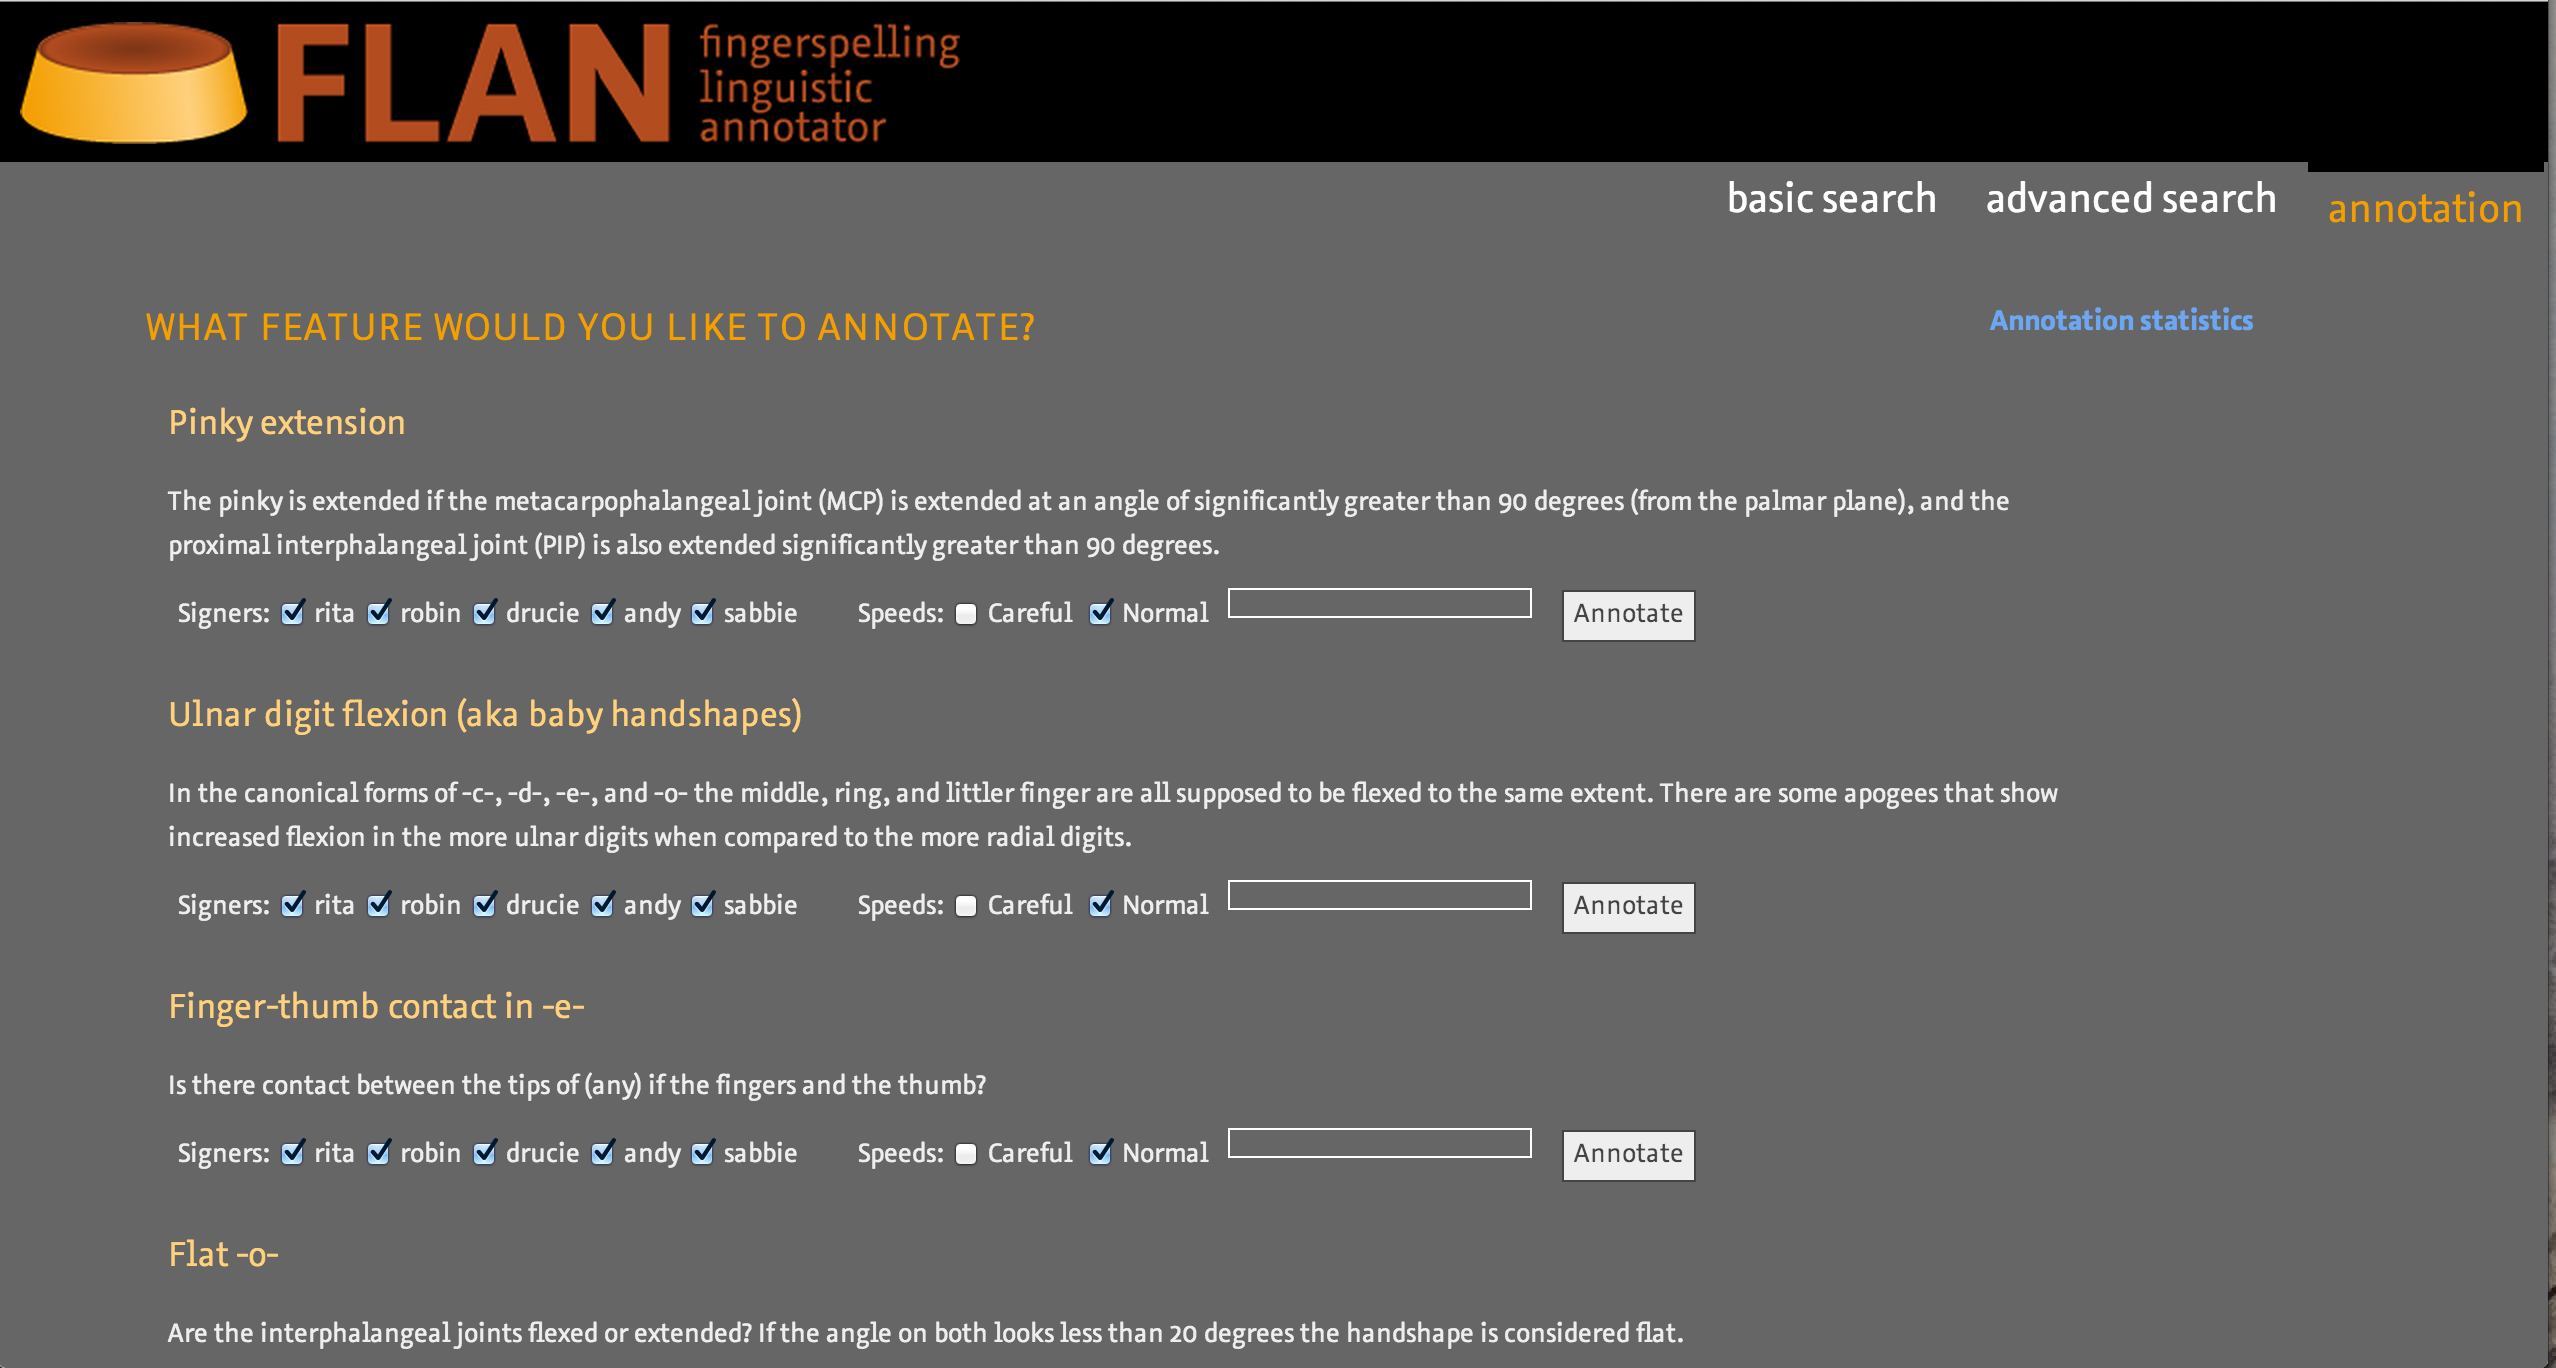 FLAN
fingerspelling
linguistic
annotator
basic search advanced search annotation
WHAT FEATURE WOULD YOU LIKE TO ANNOTATE?
Annotation statistics
Pinky extension
The pinky is extended if the metacarpophalangeal joint (MCP) is extended at an angle of significantly greater than 90 degrees (from the palmar plane), and the
proximal interphalangeal joint (PIP) is also extended significantly greater than 90 degrees.
Signers: rita robin drucie andy sabbie Speeds: Careful Normal Annotate
Ulnar digit flexion (aka baby handshapes)
In the canonical forms of -c-, -d-, -e-, and -o- the middle, ring, and littler finger are all supposed to be flexed to the same extent. There are some apogees that show
increased flexion in the more ulnar digits when compared to the more radial digits.
Signers: rita robin drucie andy sabbie Speeds: Careful Normal Annotate
Finger-thumb contact in -e-
Is there contact between the tips of (any) if the fingers and the thumb?
Signers: rita robin drucie andy sabbie Speeds: Careful Normal Annotate
Flat -o-
Are the interphalangeal joints flexed or extended? If the angle on both looks less than 20 degrees the handshape is considered flat.